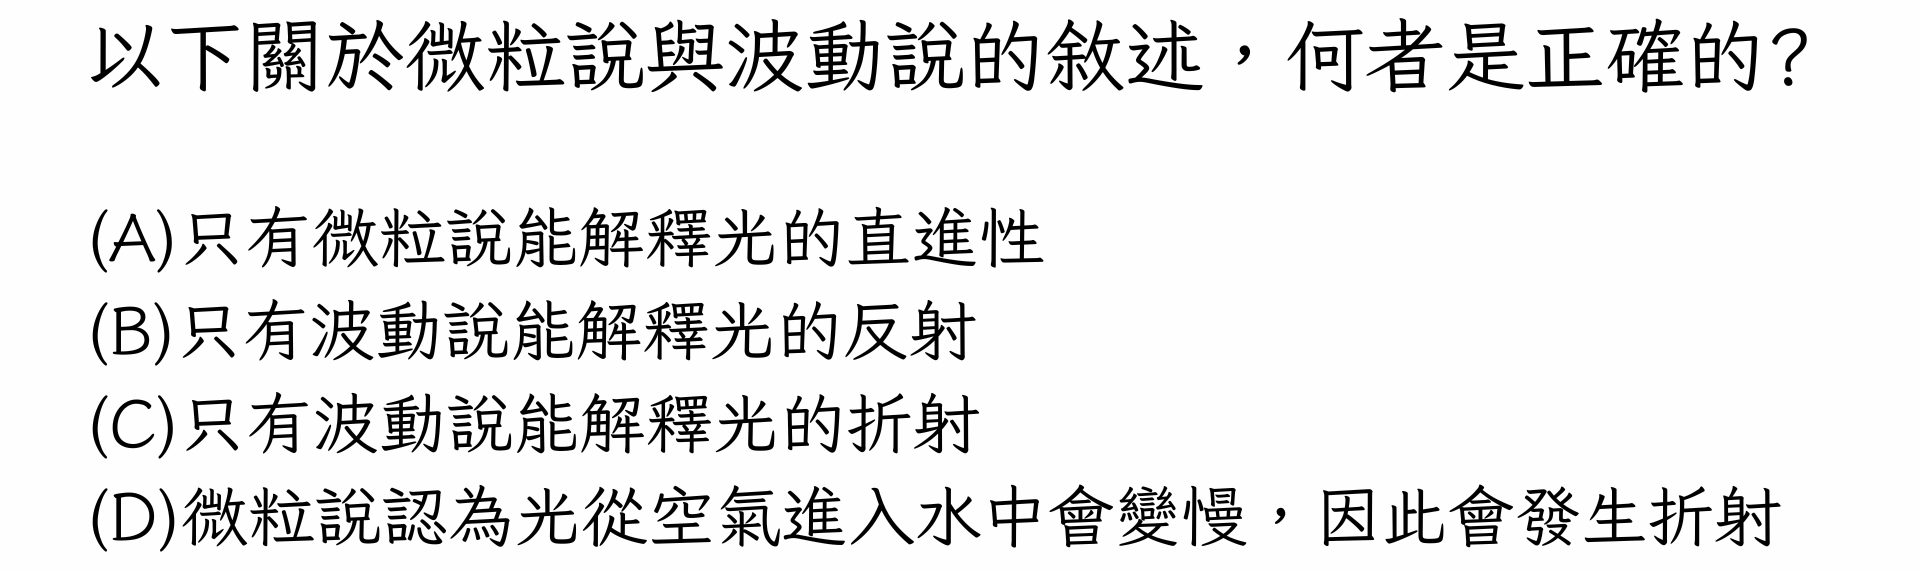 以下關於微粒說與波動說的敘述，何者是正確的?
(A)只有微粒說能解釋光的直進性
(B)只有波動說能解釋光的反射
(C)只有波動說能解釋光的折射
(D)微粒說認為光從空氣進入水中會變慢，因此會發生折射